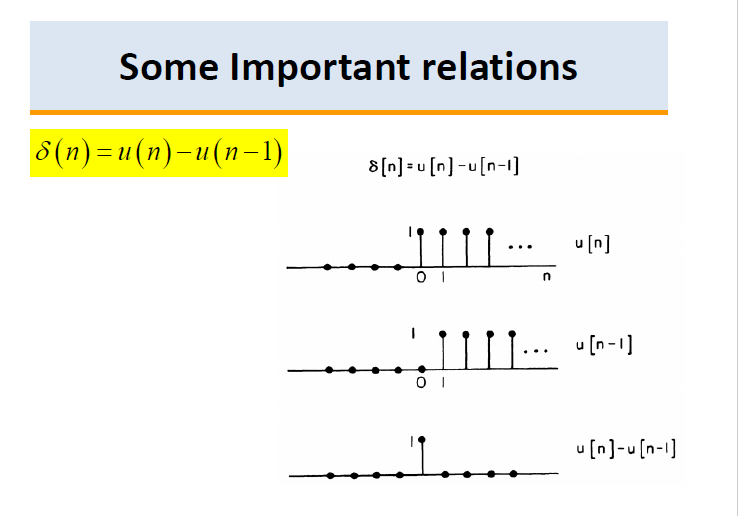 Some Important relations
δ(n)=u(n)−u(n−1)
δ[n]=u[n]-u[n-1]
1 ... u[n]
0 1 n
1 ... u[n-1]
0 1
1 u[n]-u[n-1]